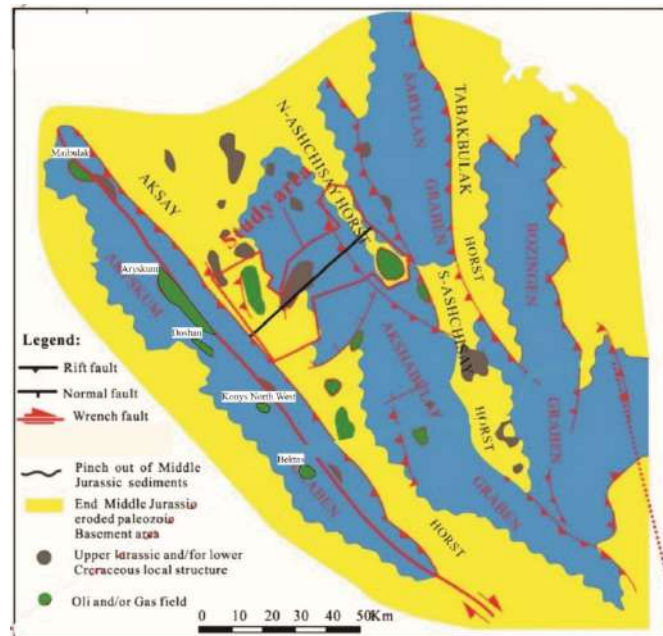 SARYLAN
GRABEN
TABAKBULAK
HORST
N-ASHCHISAY HORST
Study area
Maibulak
AKSAY
BOZINGEN
GRABEN
S-ASHCHISAY
HORST
Aryskum
Doshan
AKSHABULAK
GRABEN
Konys North West
Bektas
HORST
Legend:
Rift fault
Normal fault
Wrench fault
Pinch out of Middle
Jurassic sediments
End Middle Jurassic
eroded paleozoic
Basement area
Upper Jurassic and/for lower
Cretaceous local structure
Oli and/or Gas field
0 10 20 30 40 50Km